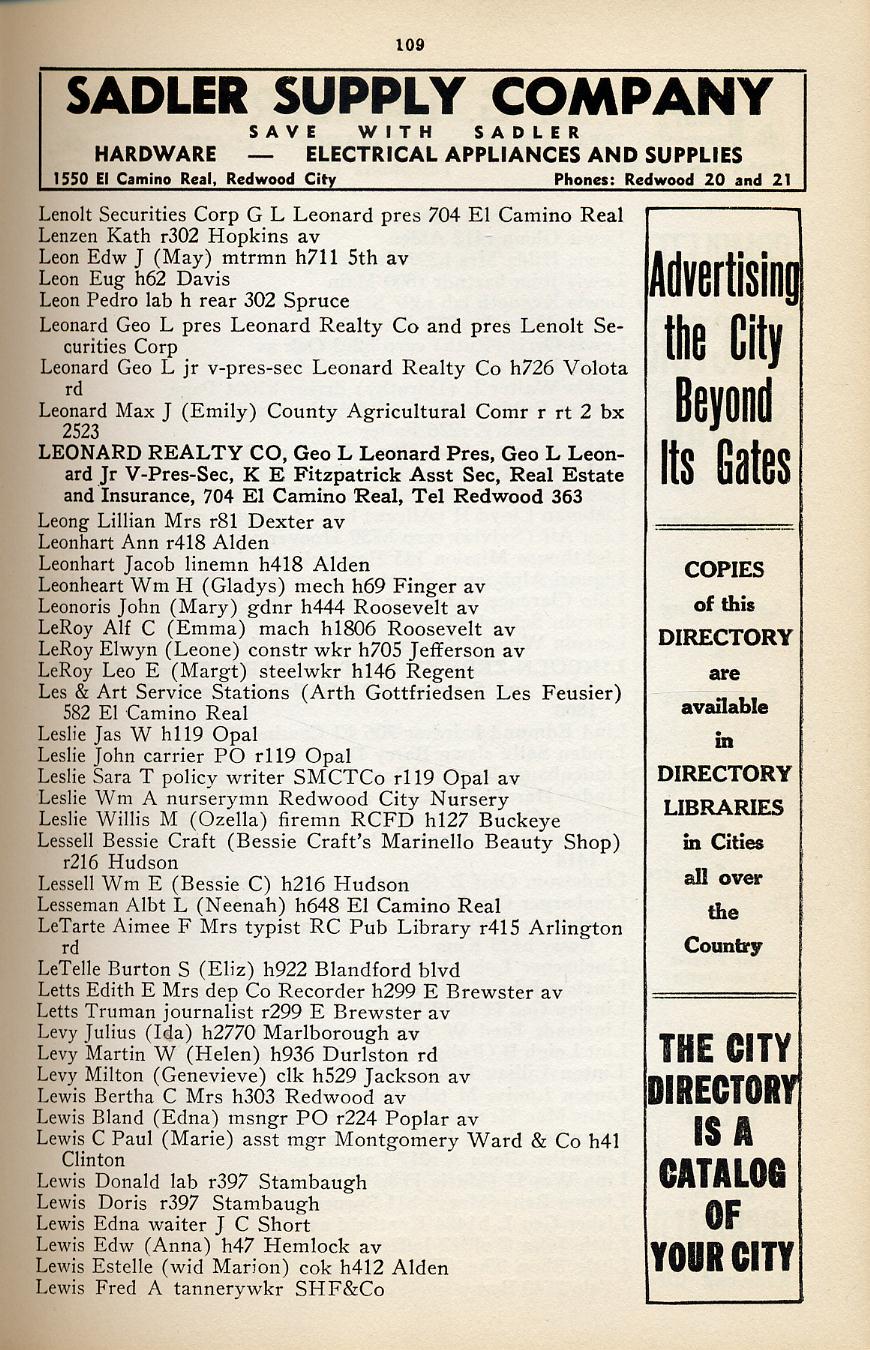 109
SADLER SUPPLY COMPANY
SAVE WITH SADLER
HARDWARE — ELECTRICAL APPLIANCES AND SUPPLIES
1550 El Camino Real, Redwood City Phones: Redwood 20 and 21
Lenolt Securities Corp G L Leonard pres 704 El Camino Real
Lenzen Kath r302 Hopkins av
Leon Edw J (May) mtrmn h711 5th av
Leon Eug h62 Davis
Leon Pedro lab h rear 302 Spruce
Leonard Geo L pres Leonard Realty Co and pres Lenolt Se-
curities Corp
Leonard Geo L jr v-pres-sec Leonard Realty Co h726 Volota
rd
Leonard Max J (Emily) County Agricultural Comr r rt 2 bx
2523
LEONARD REALTY CO, Geo L Leonard Pres, Geo L Leon-
ard Jr V-Pres-Sec, K E Fitzpatrick Asst Sec, Real Estate
and Insurance, 704 El Camino Real, Tel Redwood 363
Leong Lillian Mrs r81 Dexter av
Leonhart Ann r418 Alden
Leonhart Jacob linemn h418 Alden
Leonheart Wm H (Gladys) mech h69 Finger av
Leonoris John (Mary) gdnr h444 Roosevelt av
LeRoy Alf C (Emma) mach h1806 Roosevelt av
LeRoy Elwyn (Leone) constr wkr h705 Jefferson av
LeRoy Leo E (Margt) steelwkr h146 Regent
Les & Art Service Stations (Arth Gottfriedsen Les Feusier)
582 El Camino Real
Leslie Jas W h119 Opal
Leslie John carrier PO r119 Opal
Leslie Sara T policy writer SMCTCo r119 Opal av
Leslie Wm A nurserymn Redwood City Nursery
Leslie Willis M (Ozella) firemn RCFD h127 Buckeye
Lessell Bessie Craft (Bessie Craft's Marinello Beauty Shop)
r216 Hudson
Lessell Wm E (Bessie C) h216 Hudson
Lesseman Albt L (Neenah) h648 El Camino Real
LeTarte Aimee F Mrs typist RC Pub Library r415 Arlington
rd
LeTelle Burton S (Eliz) h922 Blandford blvd
Letts Edith E Mrs dep Co Recorder h299 E Brewster av
Letts Truman journalist r299 E Brewster av
Levy Julius (Ida) h2770 Marlborough av
Levy Martin W (Helen) h936 Durlston rd
Levy Milton (Genevieve) clk h529 Jackson av
Lewis Bertha C Mrs h303 Redwood av
Lewis Bland (Edna) msngr PO r224 Poplar av
Lewis C Paul (Marie) asst mgr Montgomery Ward & Co h41
Clinton
Lewis Donald lab r397 Stambaugh
Lewis Doris r397 Stambaugh
Lewis Edna waiter J C Short
Lewis Edw (Anna) h47 Hemlock av
Lewis Estelle (wid Marion) cok h412 Alden
Lewis Fred A tannerywkr SHF&Co
Advertising
the City
Beyond
Its Gates
COPIES
of this
DIRECTORY
are
available
in
DIRECTORY
LIBRARIES
in Cities
all over
the
Country
THE CITY
DIRECTORY
IS A
CATALOG
OF
YOUR CITY